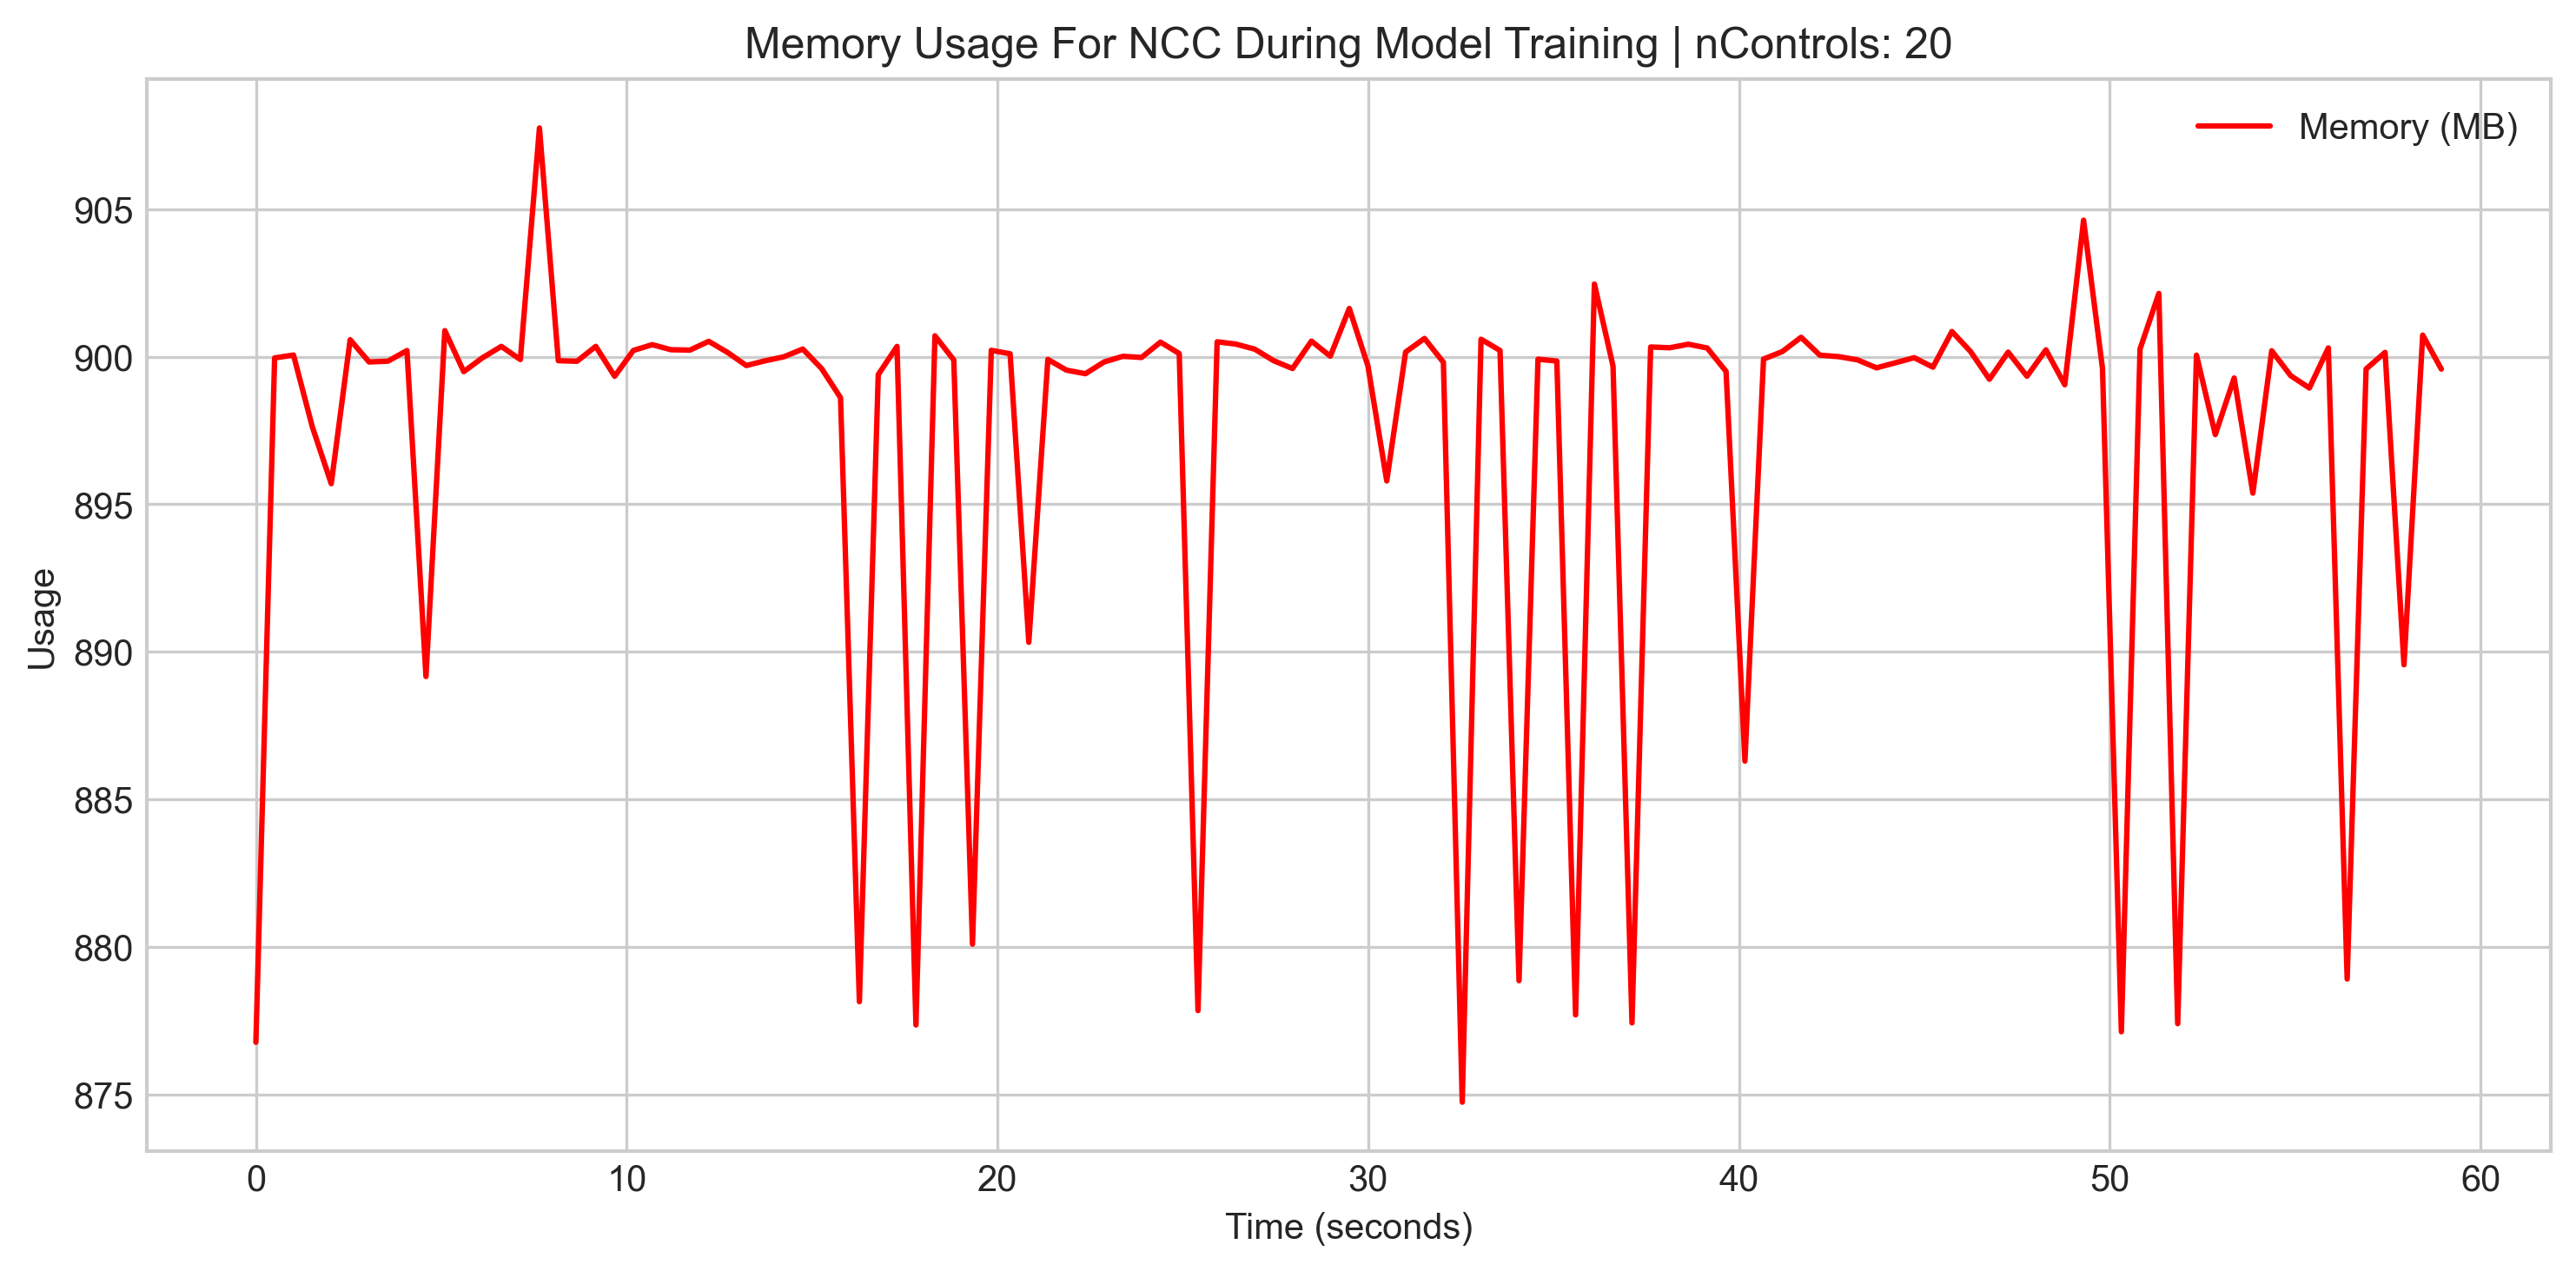 Memory Usage For NCC During Model Training | nControls: 20
Memory (MB)
905
900
895
890
885
880
875
Usage
0 10 20 30 40 50 60
Time (seconds)